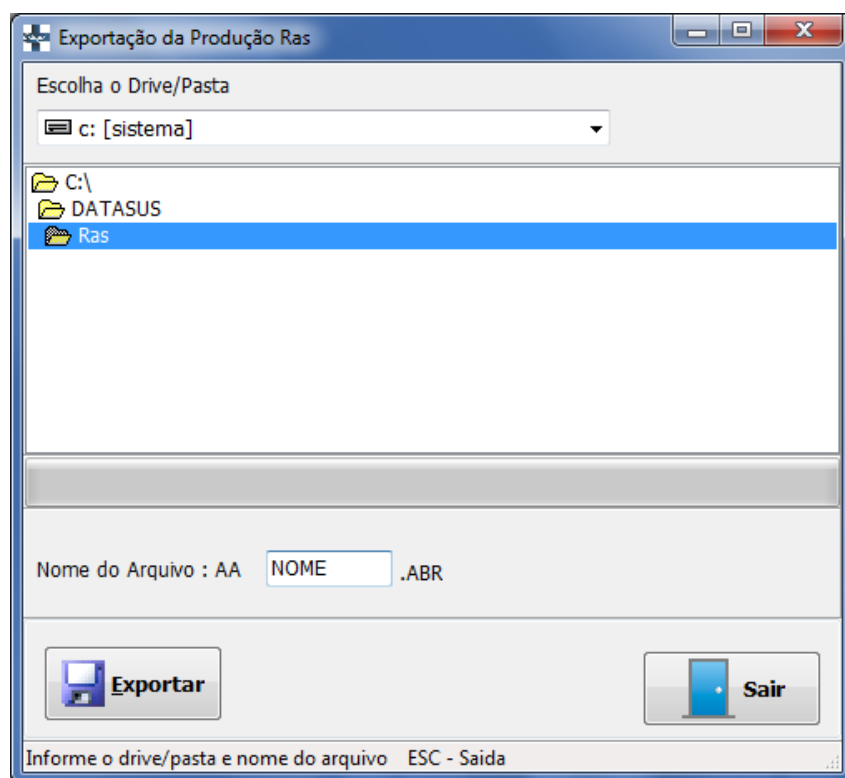 Exportação da Produção Ras
Escolha o Drive/Pasta
c: [sistema]
C:\
DATASUS
Ras
Nome do Arquivo : AA NOME .ABR
Exportar Sair
Informe o drive/pasta e nome do arquivo ESC - Saida